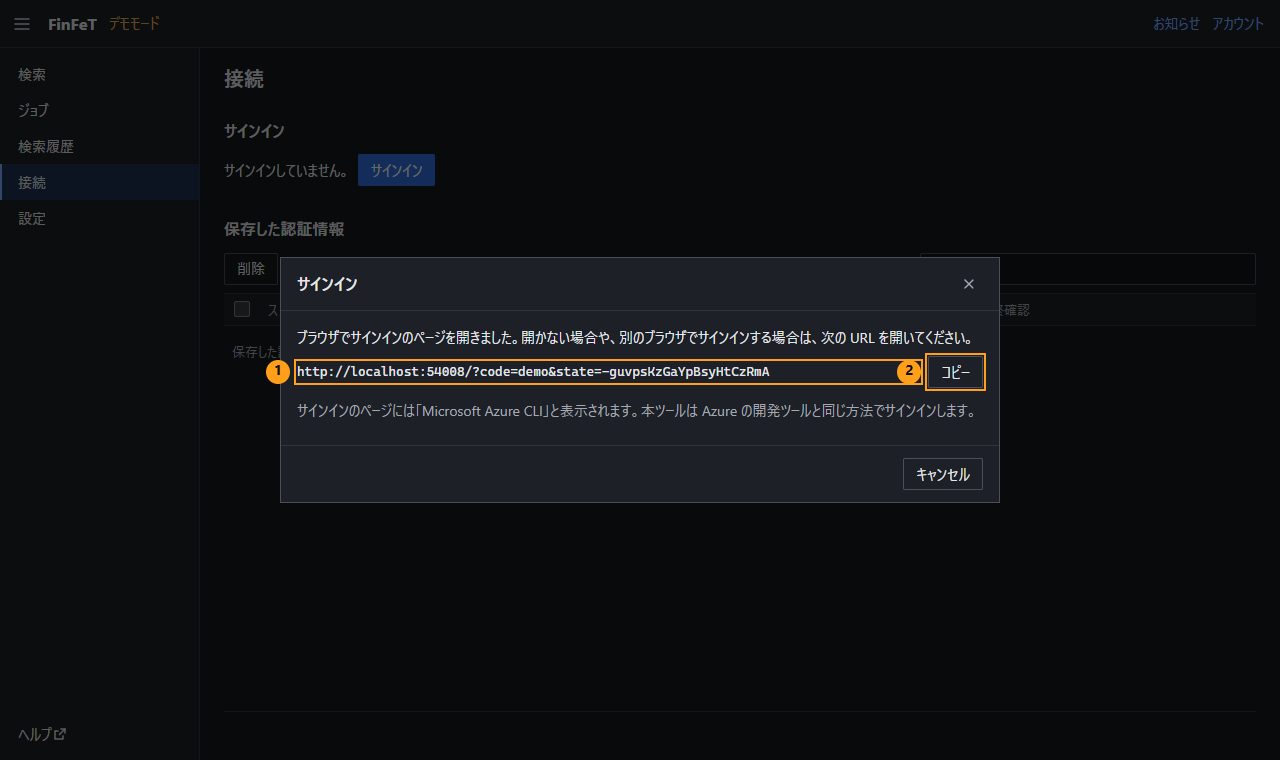 FinFeT デモモード
お知らせ アカウント
検索
ジョブ
検索履歴
接続
設定
ヘルプ
接続
サインイン
サインインしていません。 サインイン
保存した認証情報
削除
確認
保存した
サインイン
ブラウザでサインインのページを開きました。開かない場合や、別のブラウザでサインインする場合は、次の URL を開いてください。
1 http://localhost:54008/?code=demo&state=-guvpsKzGaYpBsyHtCzRmA 2 コピー
サインインのページには「Microsoft Azure CLI」と表示されます。本ツールは Azure の開発ツールと同じ方法でサインインします。
キャンセル